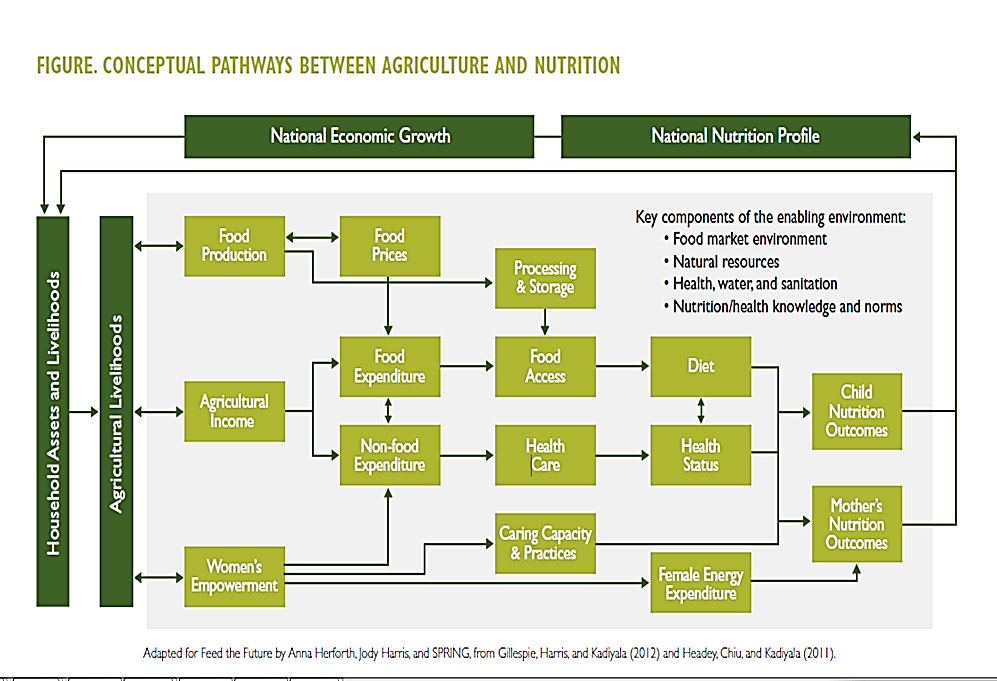 FIGURE. CONCEPTUAL PATHWAYS BETWEEN AGRICULTURE AND NUTRITION
National Economic Growth
National Nutrition Profile
Household Assets and Livelihoods
Agricultural Livelihoods
Food
Production
Food
Prices
Processing
& Storage
Key components of the enabling environment:
• Food market environment
• Natural resources
• Health, water, and sanitation
• Nutrition/health knowledge and norms
Agricultural
Income
Food
Expenditure
Food
Access
Diet
Child
Nutrition
Outcomes
Non-food
Expenditure
Health
Care
Health
Status
Women's
Empowerment
Caring Capacity
& Practices
Female Energy
Expenditure
Mother's
Nutrition
Outcomes
Adapted for Feed the Future by Anna Herforth, Jody Harris, and SPRING, from Gillespie, Harris, and Kadiyala (2012) and Headey, Chiu, and Kadiyala (2011).